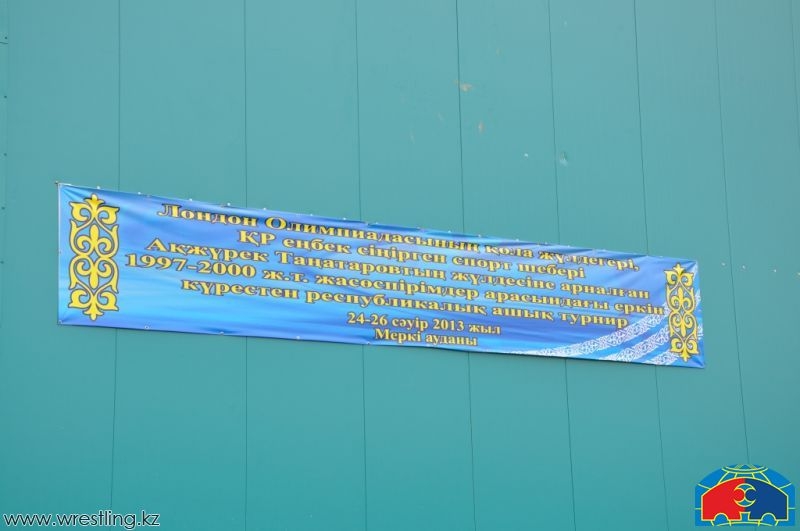 Лондон Олимпиадасының қола жүлдегері,
ҚР еңбек сіңірген спорт шебері
Ақжүрек Таңатаровтың жүлдесіне арналған
1997-2000 ж.т. жасөспірімдер арасындағы еркін
күрестен республикалық ашық турнир
24-26 сәуір 2013 жыл
Меркі ауданы
www.wrestling.kz